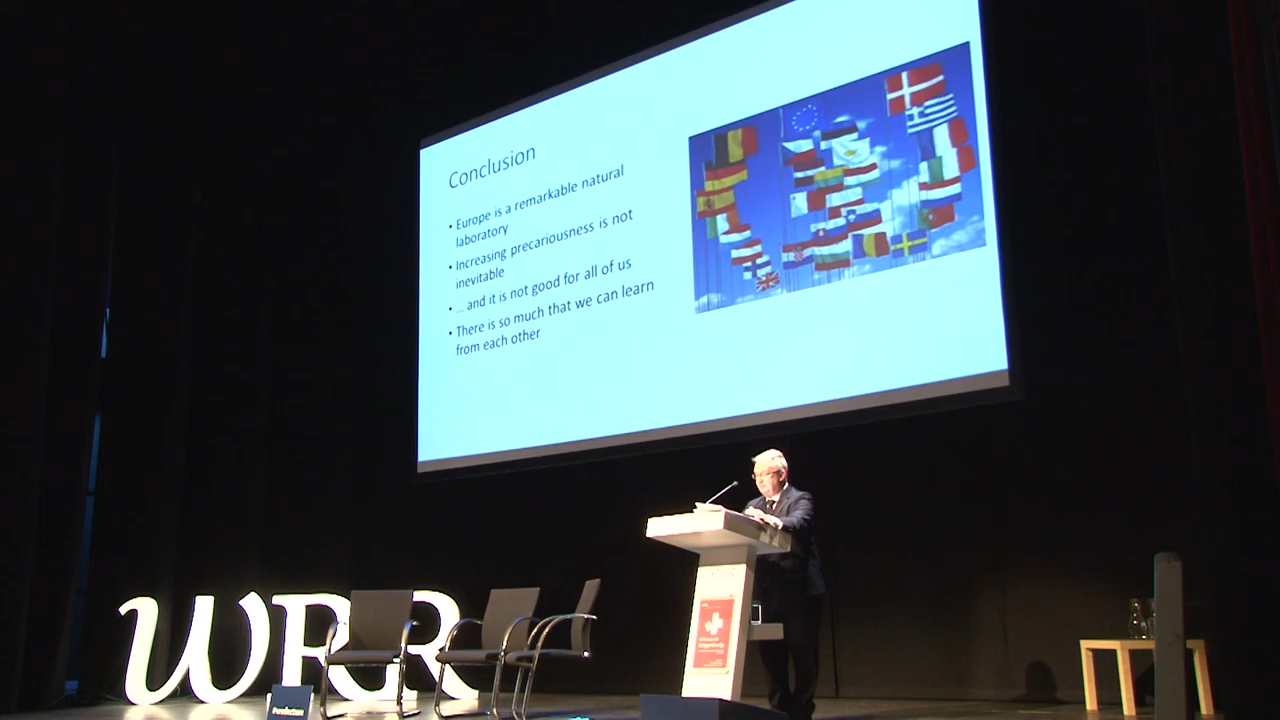 Conclusion
• Europe is a remarkable natural
laboratory
• Increasing precariousness is not
inevitable
• ... and it is not good for all of us
• There is so much that we can learn
from each other
WRR